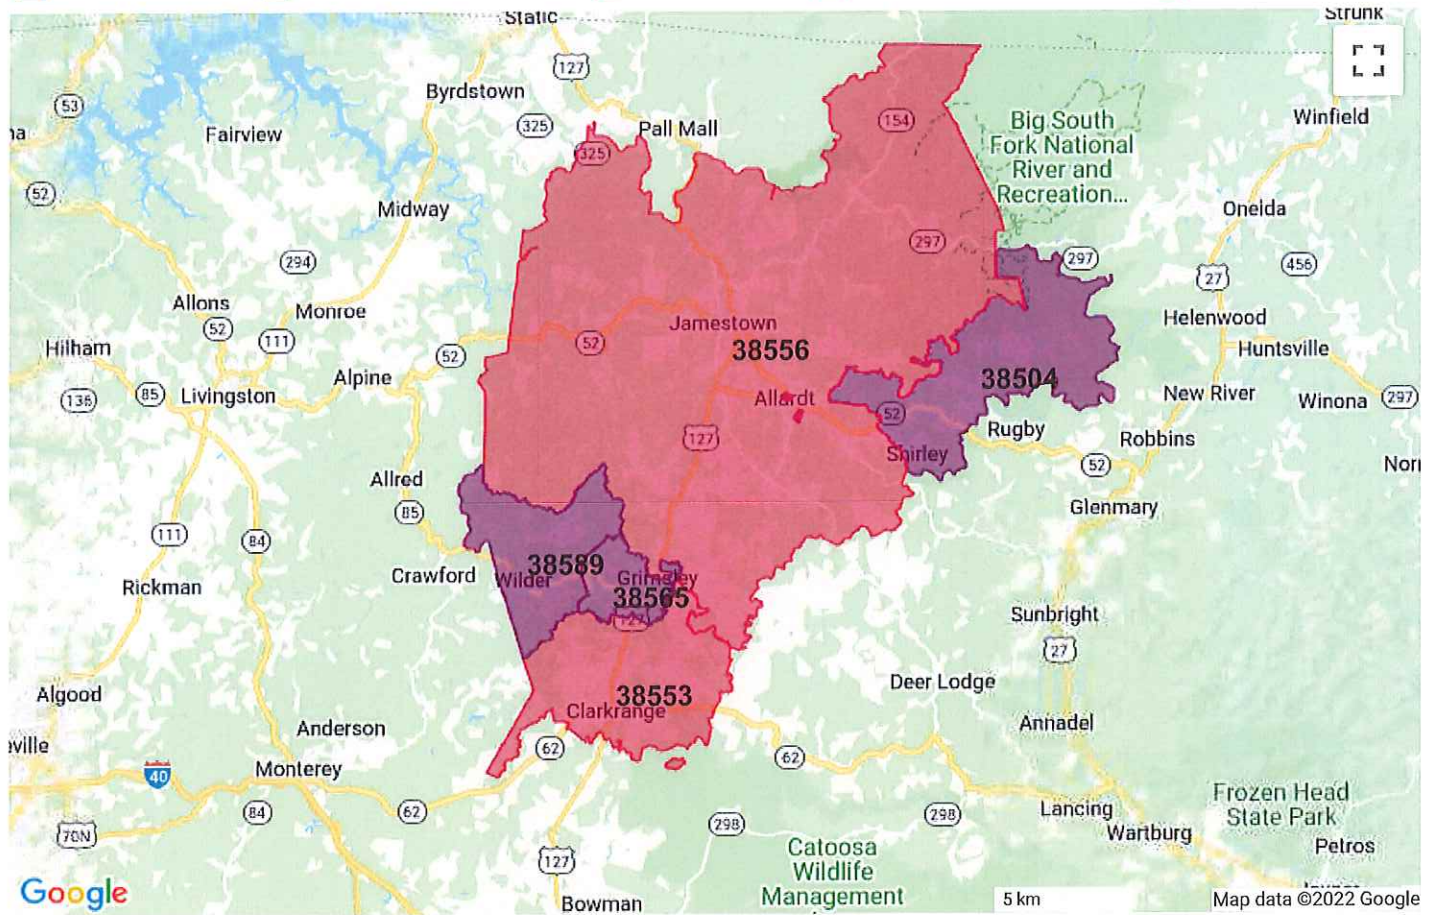 Static
Strunk
127
53
Byrdstown
325
Pall Mall
154
Winfield
na
Fairview
325
Big South
Fork National
River and
Recreation...
52
Midway
Oneida
297
294
297
456
27
Allons
Monroe
52
Jamestown
Helenwood
111
Hilham
52
52
38556
Huntsville
Alpine
38504
136
85
Livingston
Allardt
New River
Winona
297
52
127
Rugby
Robbins
Shirley
52
Allred
85
Glenmary
111
84
38589
Crawford
Wilder
Grimsley
Rickman
38565
127
Sunbright
27
38553
Deer Lodge
Algood
Clarkrange
Anderson
Annadel
eville
62
62
40
Monterey
84
62
Frozen Head
State Park
298
298
Lancing
70N
Wartburg
Catoosa
Wildlife
Management
Petros
127
Google
Bowman
5 km
Map data ©2022 Google